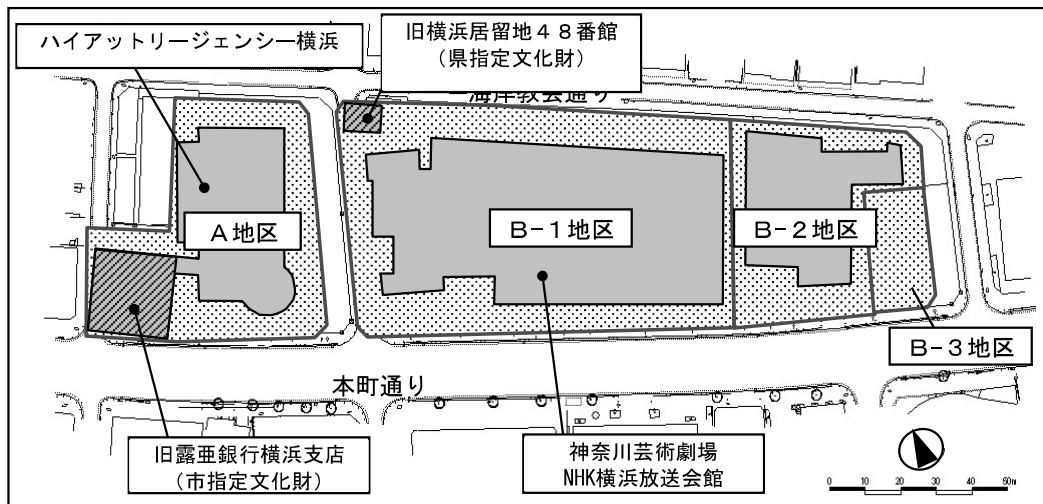 ハイアットリージェンシー横浜
旧横浜居留地48番館
（県指定文化財）
海岸教会通り
A地区
B-1地区
B-2地区
B-3地区
本町通り
旧露亜銀行横浜支店
（市指定文化財）
神奈川芸術劇場
NHK横浜放送会館
0 10 20 30 40 50m